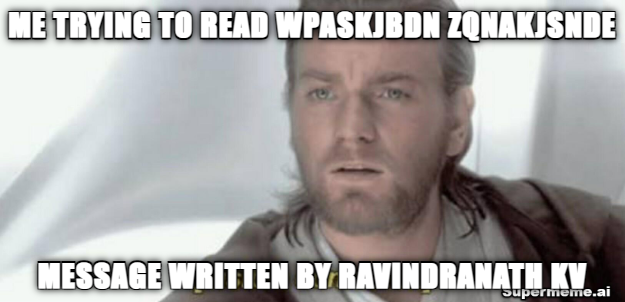 ME TRYING TO READ WPASKJBDN ZQNAKJSNDE
MESSAGE WRITTEN BY RAVINDRANATH KV
Supermeme.ai